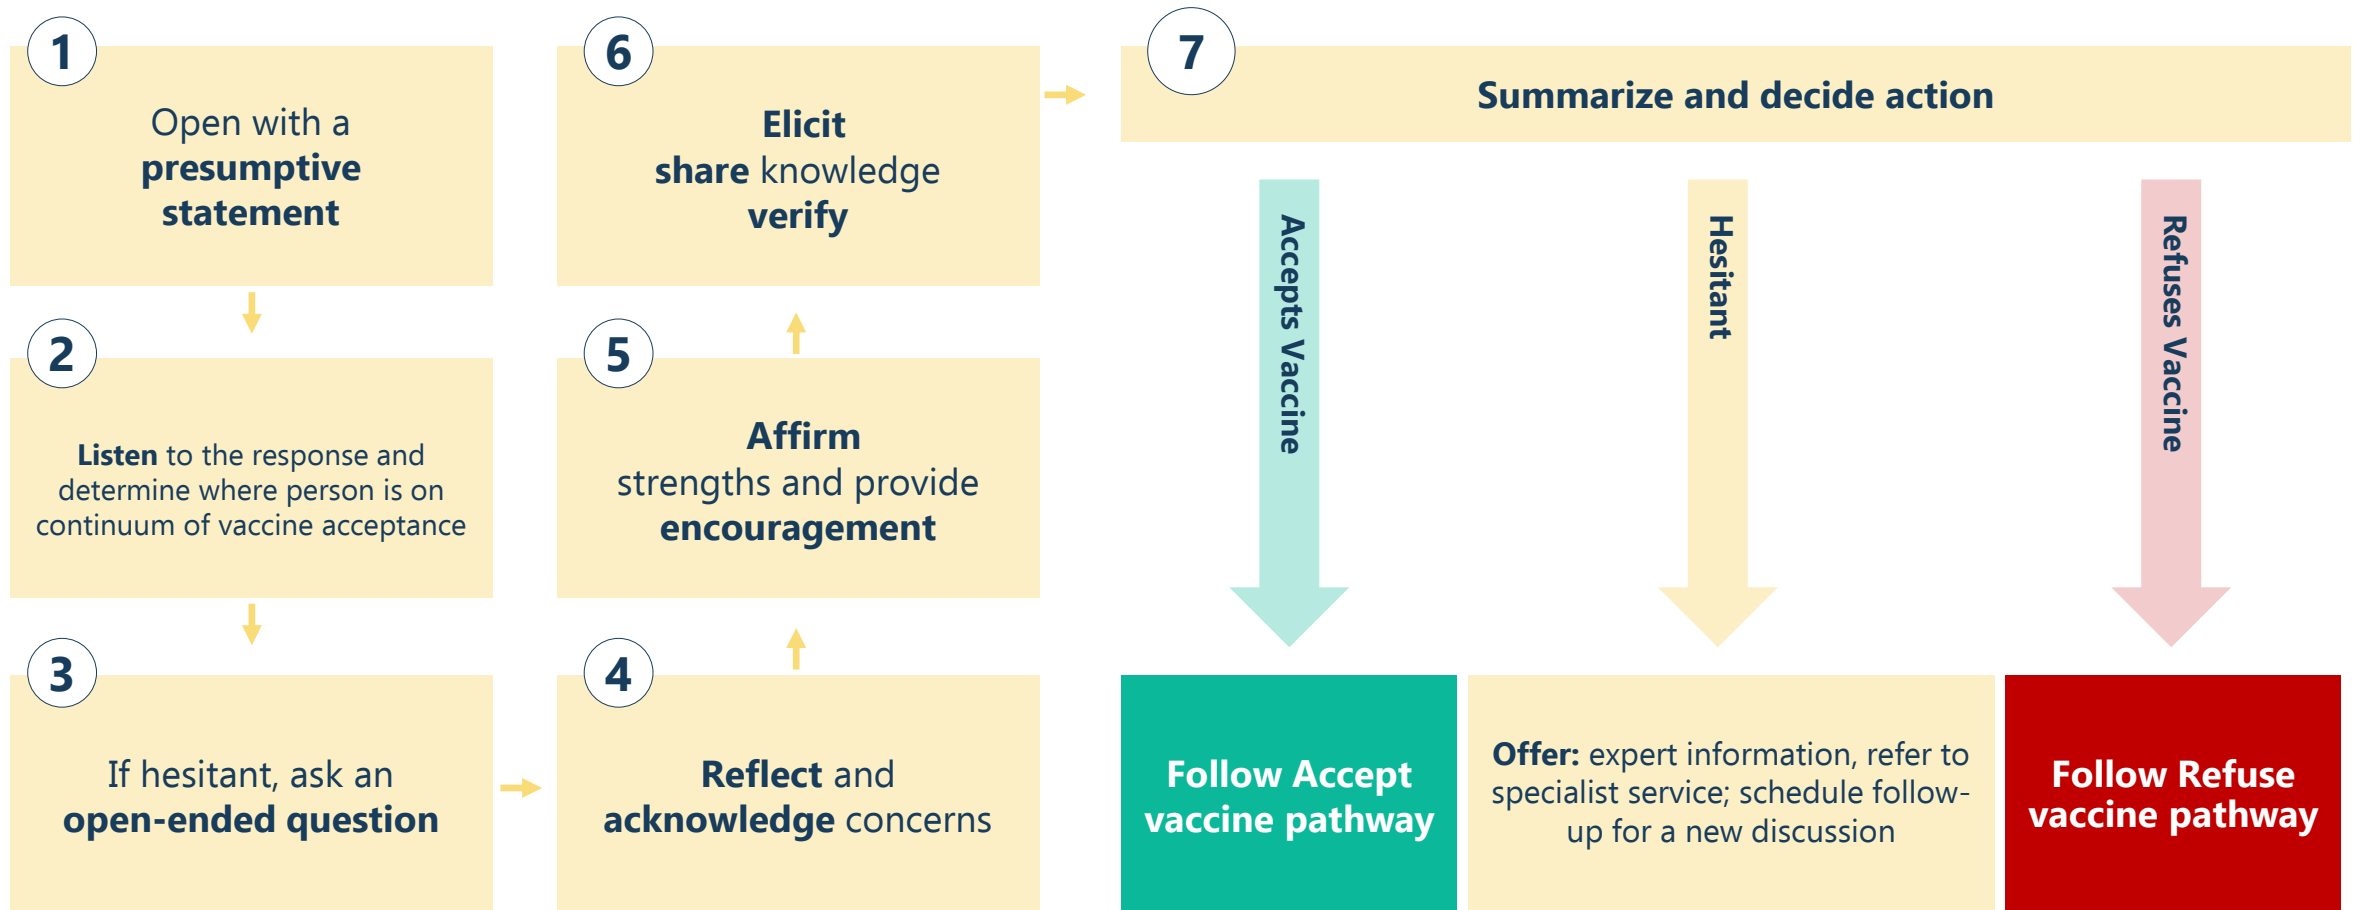 1
Open with a
presumptive
statement
2
Listen to the response and
determine where person is on
continuum of vaccine acceptance
3
If hesitant, ask an
open-ended question
4
Reflect and
acknowledge concerns
5
Affirm
strengths and provide
encouragement
6
Elicit
share knowledge
verify
7
Summarize and decide action
Accepts Vaccine
Hesitant
Refuses Vaccine
Follow Accept
vaccine pathway
Offer: expert information, refer to
specialist service; schedule follow-
up for a new discussion
Follow Refuse
vaccine pathway